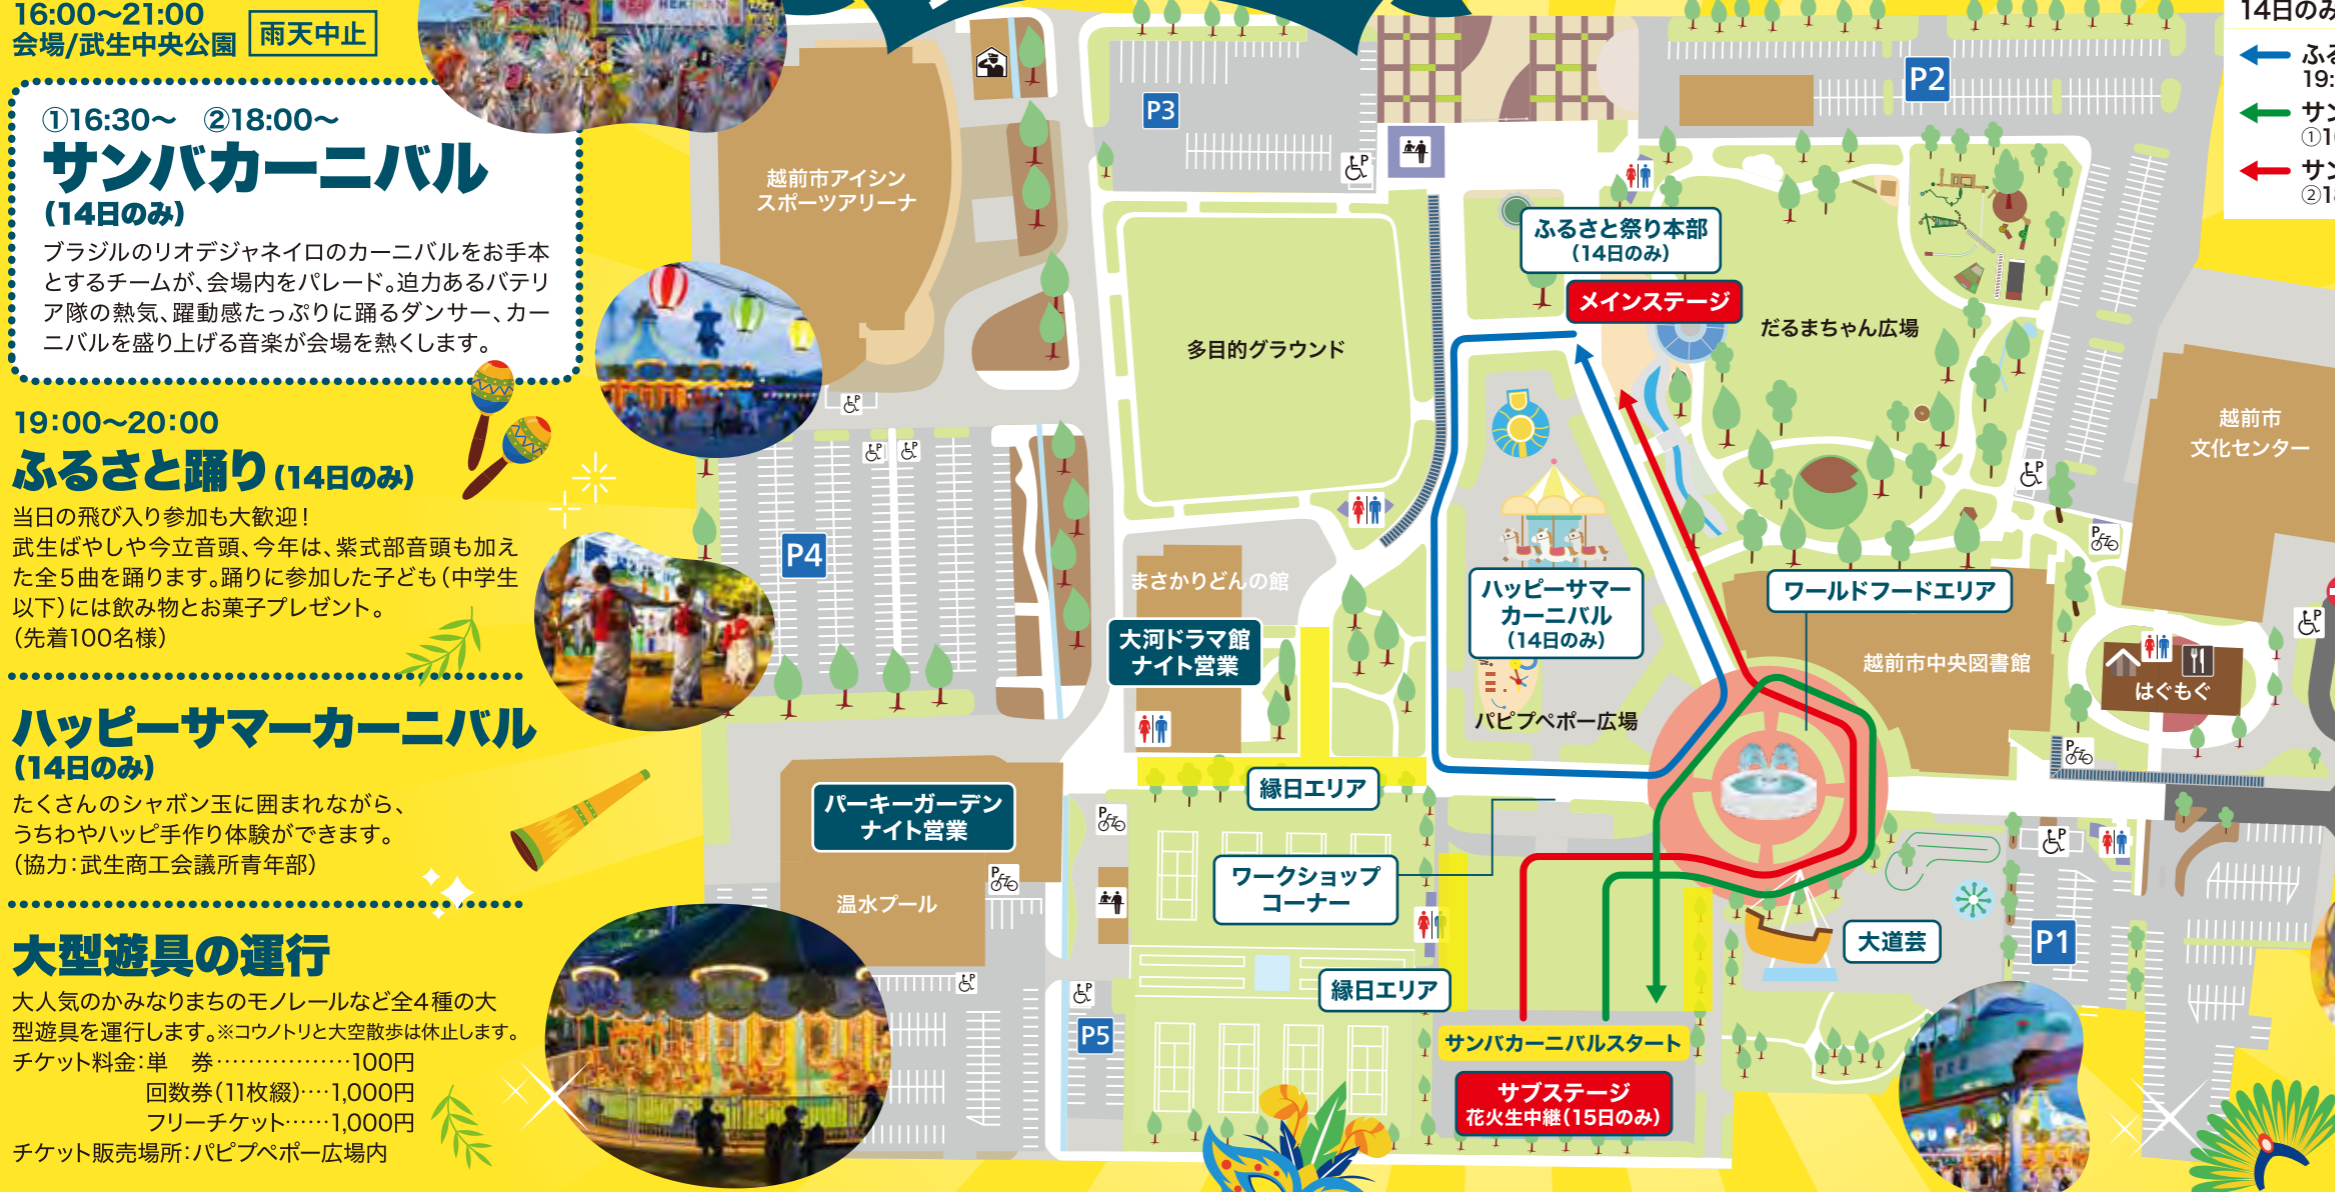 16:00〜21:00
会場/武生中央公園
雨天中止
①16:30〜 ②18:00〜
サンバカーニバル
(14日のみ)
ブラジルのリオデジャネイロのカーニバルをお手本
とするチームが、会場内をパレード。迫力あるバテリ
ア隊の熱気、躍動感たっぷりに踊るダンサー、カー
ニバルを盛り上げる音楽が会場を熱くします。
19:00〜20:00
ふるさと踊り(14日のみ)
当日の飛び入り参加も大歓迎!
武生ばやしや今立音頭、今年は、紫式部音頭も加え
た全5曲を踊ります。踊りに参加した子ども(中学生
以下)には飲み物とお菓子プレゼント。
(先着100名様)
ハッピーサマーカーニバル
(14日のみ)
たくさんのシャボン玉に囲まれながら、
うちわやハッピ手作り体験ができます。
(協力:武生商工会議所青年部)
大型遊具の運行
大人気のかみなりまちのモノレールなど全4種の大
型遊具を運行します。※コウノトリと大空散歩は休止します。
チケット料金:単 券………………100円
回数券(11枚綴)…1,000円
フリーチケット……1,000円
チケット販売場所:パピプペポー広場内
越前市アイシン
スポーツアリーナ
P3
P2
P4
多目的グラウンド
ふるさと祭り本部
(14日のみ)
メインステージ
だるまちゃん広場
越前市
文化センター
まさかりどんの館
大河ドラマ館
ナイト営業
ハッピーサマー
カーニバル
(14日のみ)
パピプペポー広場
ワールドフードエリア
越前市中央図書館
はぐもぐ
縁日エリア
パーキーガーデン
ナイト営業
温水プール
ワークショップ
コーナー
縁日エリア
大道芸
P1
P5
サンバカーニバルスタート
サブステージ
花火生中継(15日のみ)
14日のみ
ふる
19:
サン
①1
サン
②1